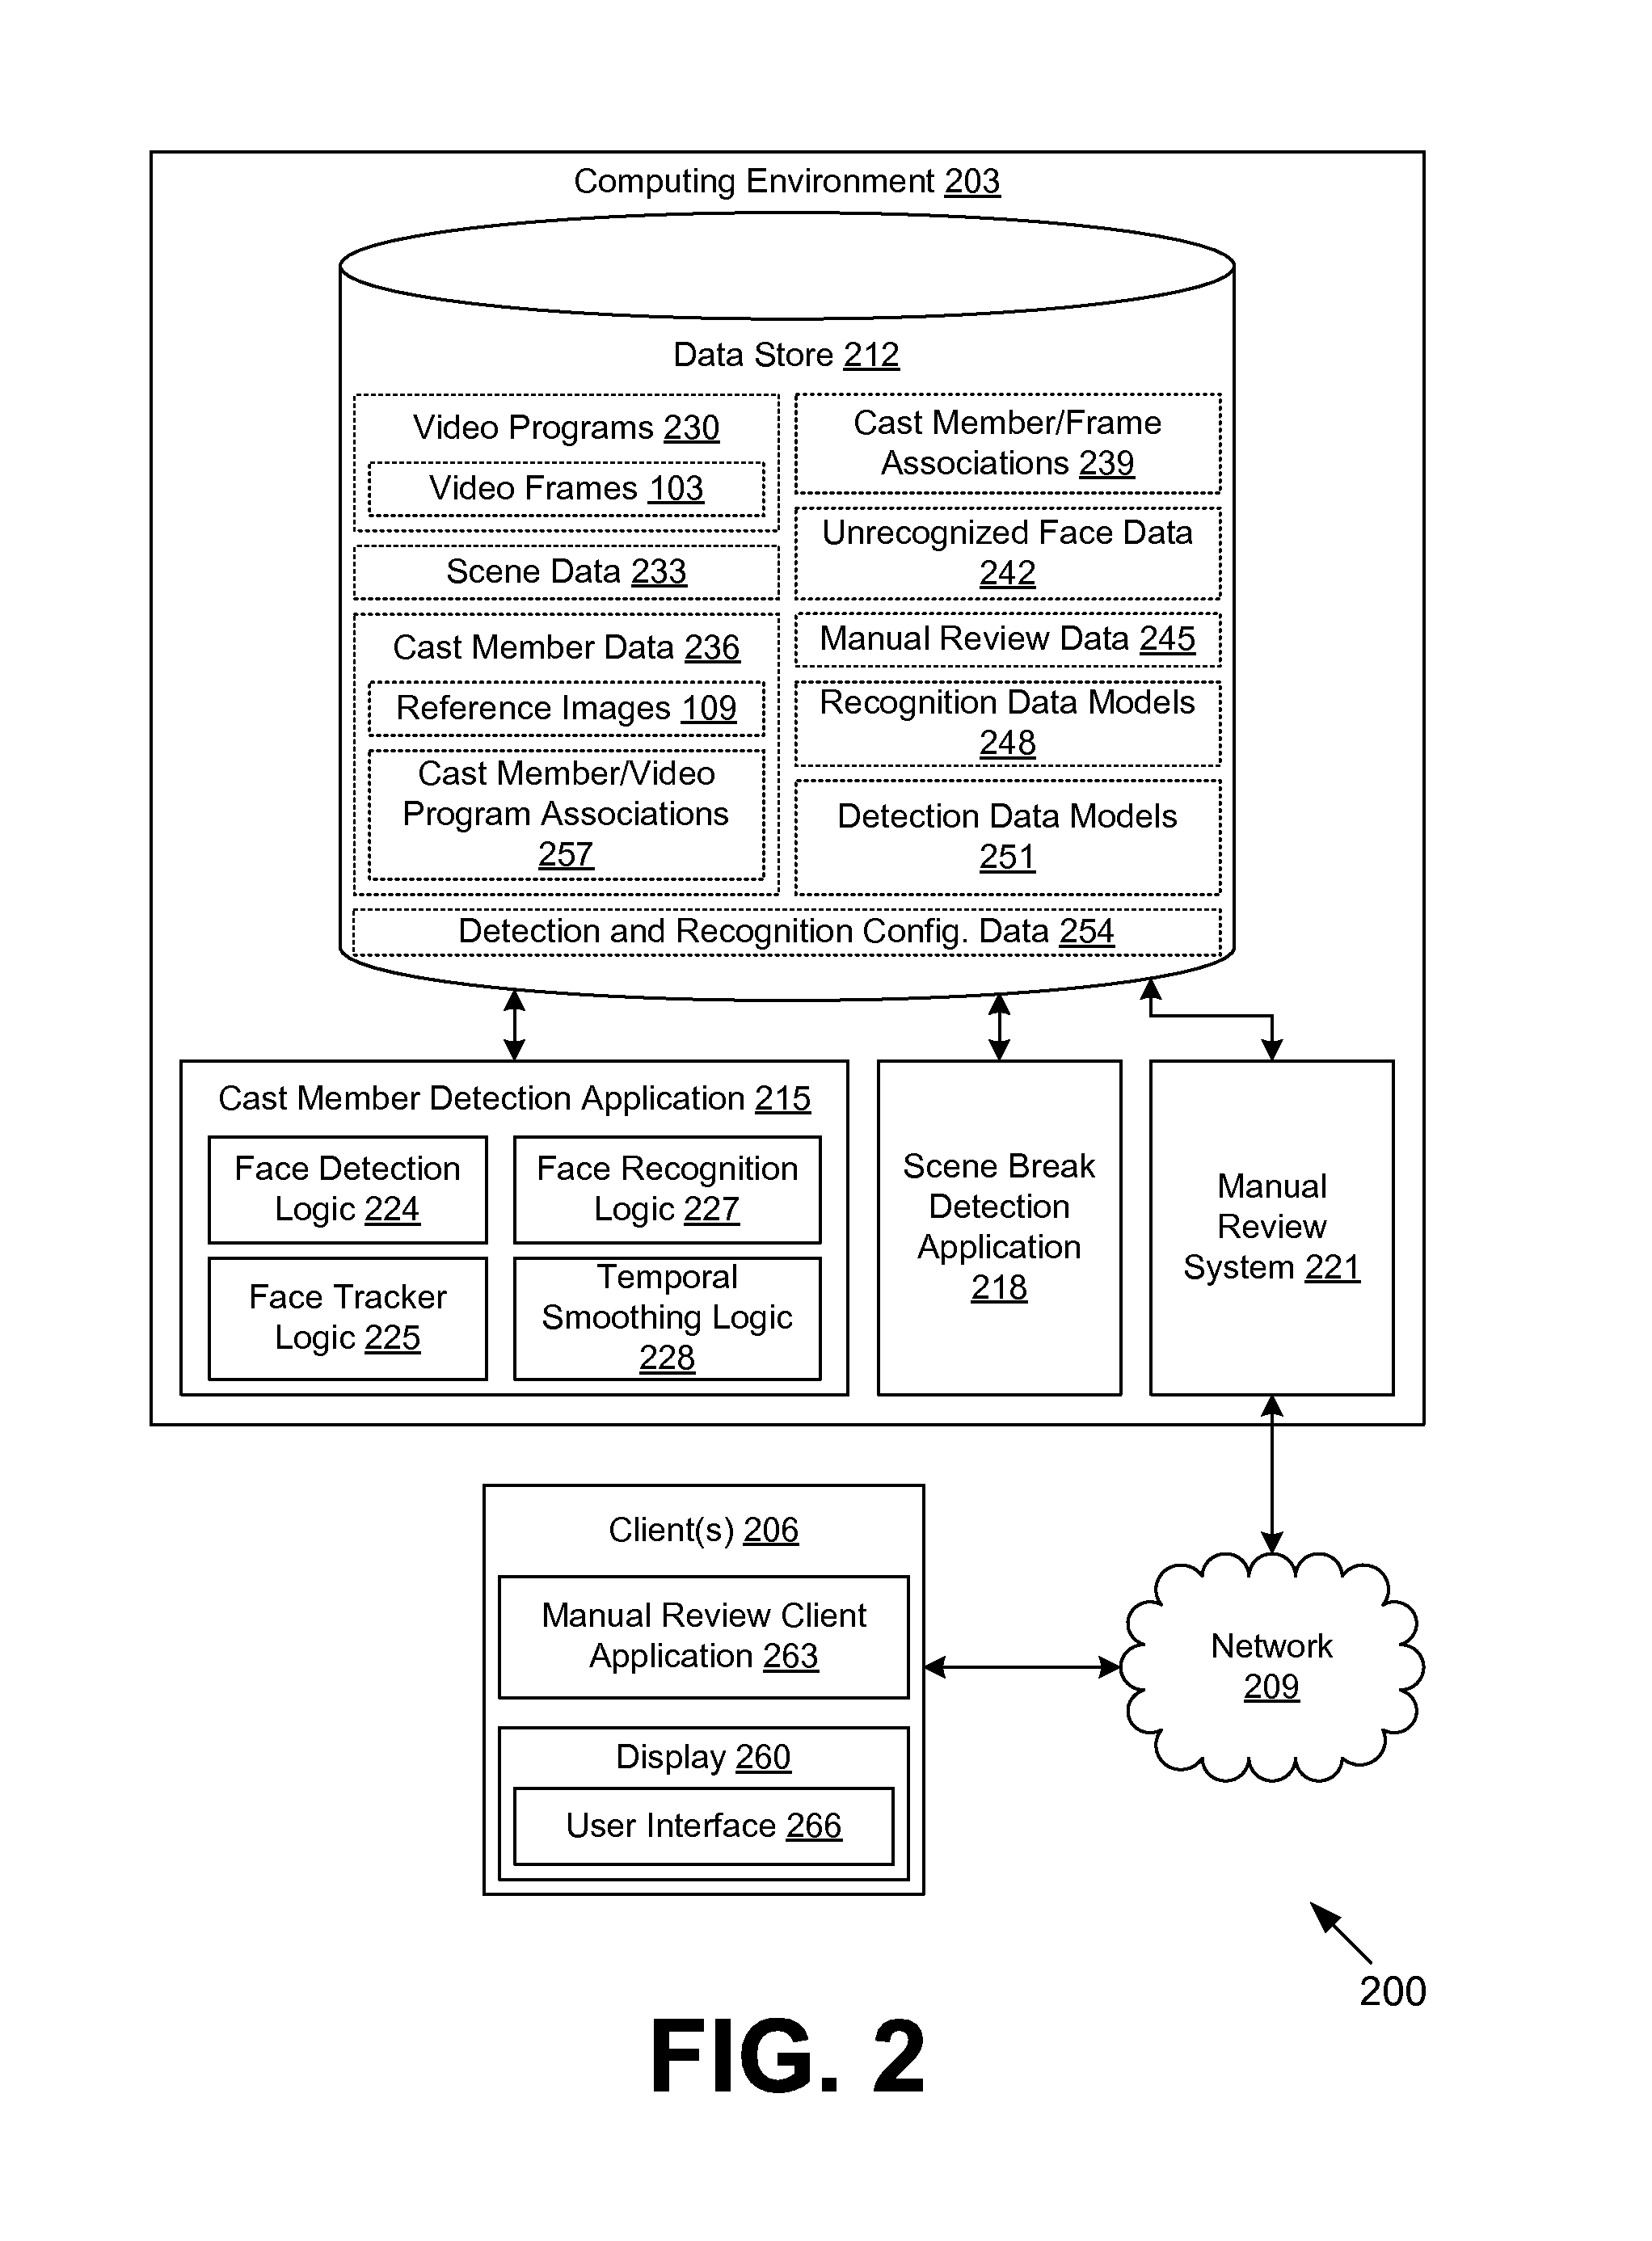 Computing Environment 203
Data Store 212
Video Programs 230
Video Frames 103
Scene Data 233
Cast Member Data 236
Reference Images 109
Cast Member/Video
Program Associations
257
Cast Member/Frame
Associations 239
Unrecognized Face Data
242
Manual Review Data 245
Recognition Data Models
248
Detection Data Models
251
Detection and Recognition Config. Data 254
Cast Member Detection Application 215
Face Detection
Logic 224
Face Recognition
Logic 227
Face Tracker
Logic 225
Temporal
Smoothing Logic
228
Scene Break
Detection
Application
218
Manual
Review
System 221
Client(s) 206
Manual Review Client
Application 263
Display 260
User Interface 266
Network
209
200
FIG. 2